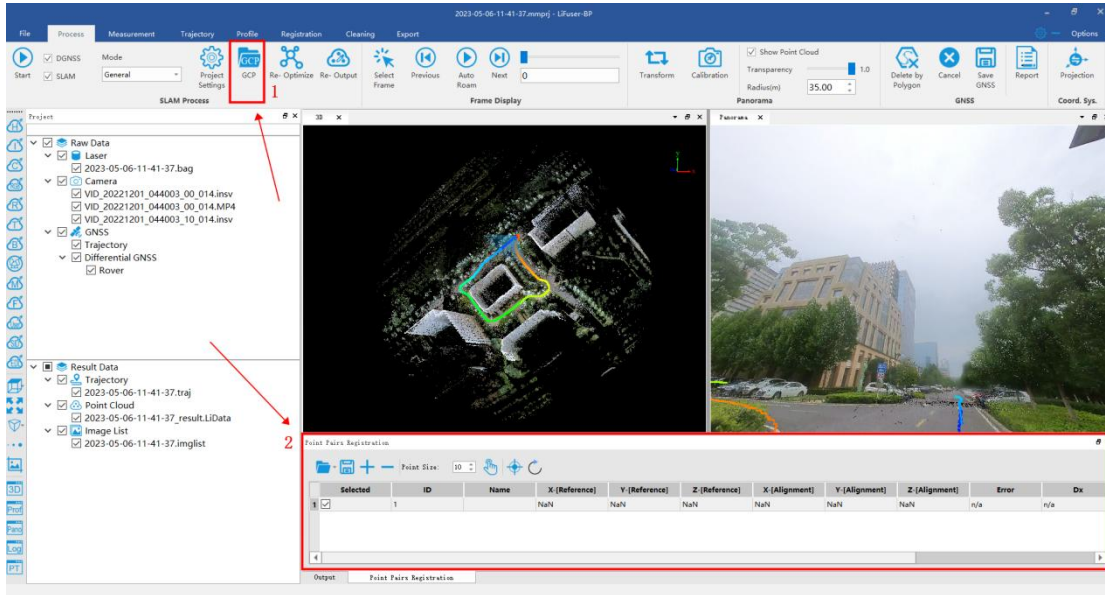 2023-05-06-11-41-37.mmprj - LiFuser-BP
File Process Measurement Trajectory Profile Registration Cleaning Export Options
DGNSS Mode Show Point Cloud
SLAM General Transparency 1.0
Radius(m) 35.00
Start Project Settings GCP Re- Optimize Re- Output Select Frame Previous Auto Roam Next 0 Transform Calibration Delete by Polygon Cancel Save GNSS Report Projection
SLAM Process Frame Display Panorama GNSS Coord. Sys.
1
Project 3D Panorama
Raw Data
Laser
2023-05-06-11-41-37.bag
Camera
VID_20221201_044003_00_014.insv
VID_20221201_044003_00_014.MP4
VID_20221201_044003_10_014.insv
GNSS
Trajectory
Differential GNSS
Rover
Result Data
Trajectory
2023-05-06-11-41-37.traj
Point Cloud
2023-05-06-11-41-37_result.LiData
Image List
2023-05-06-11-41-37.imglist
2
Point Pairs Registration
Point Size: 10
Selected ID Name X-[Reference] Y-[Reference] Z-[Reference] X-[Alignment] Y-[Alignment] Z-[Alignment] Error Dx
1 1 NaN NaN NaN NaN NaN NaN n/a n/a
Output Point Pairs Registration
3D
Prof
Pano
Log
PT